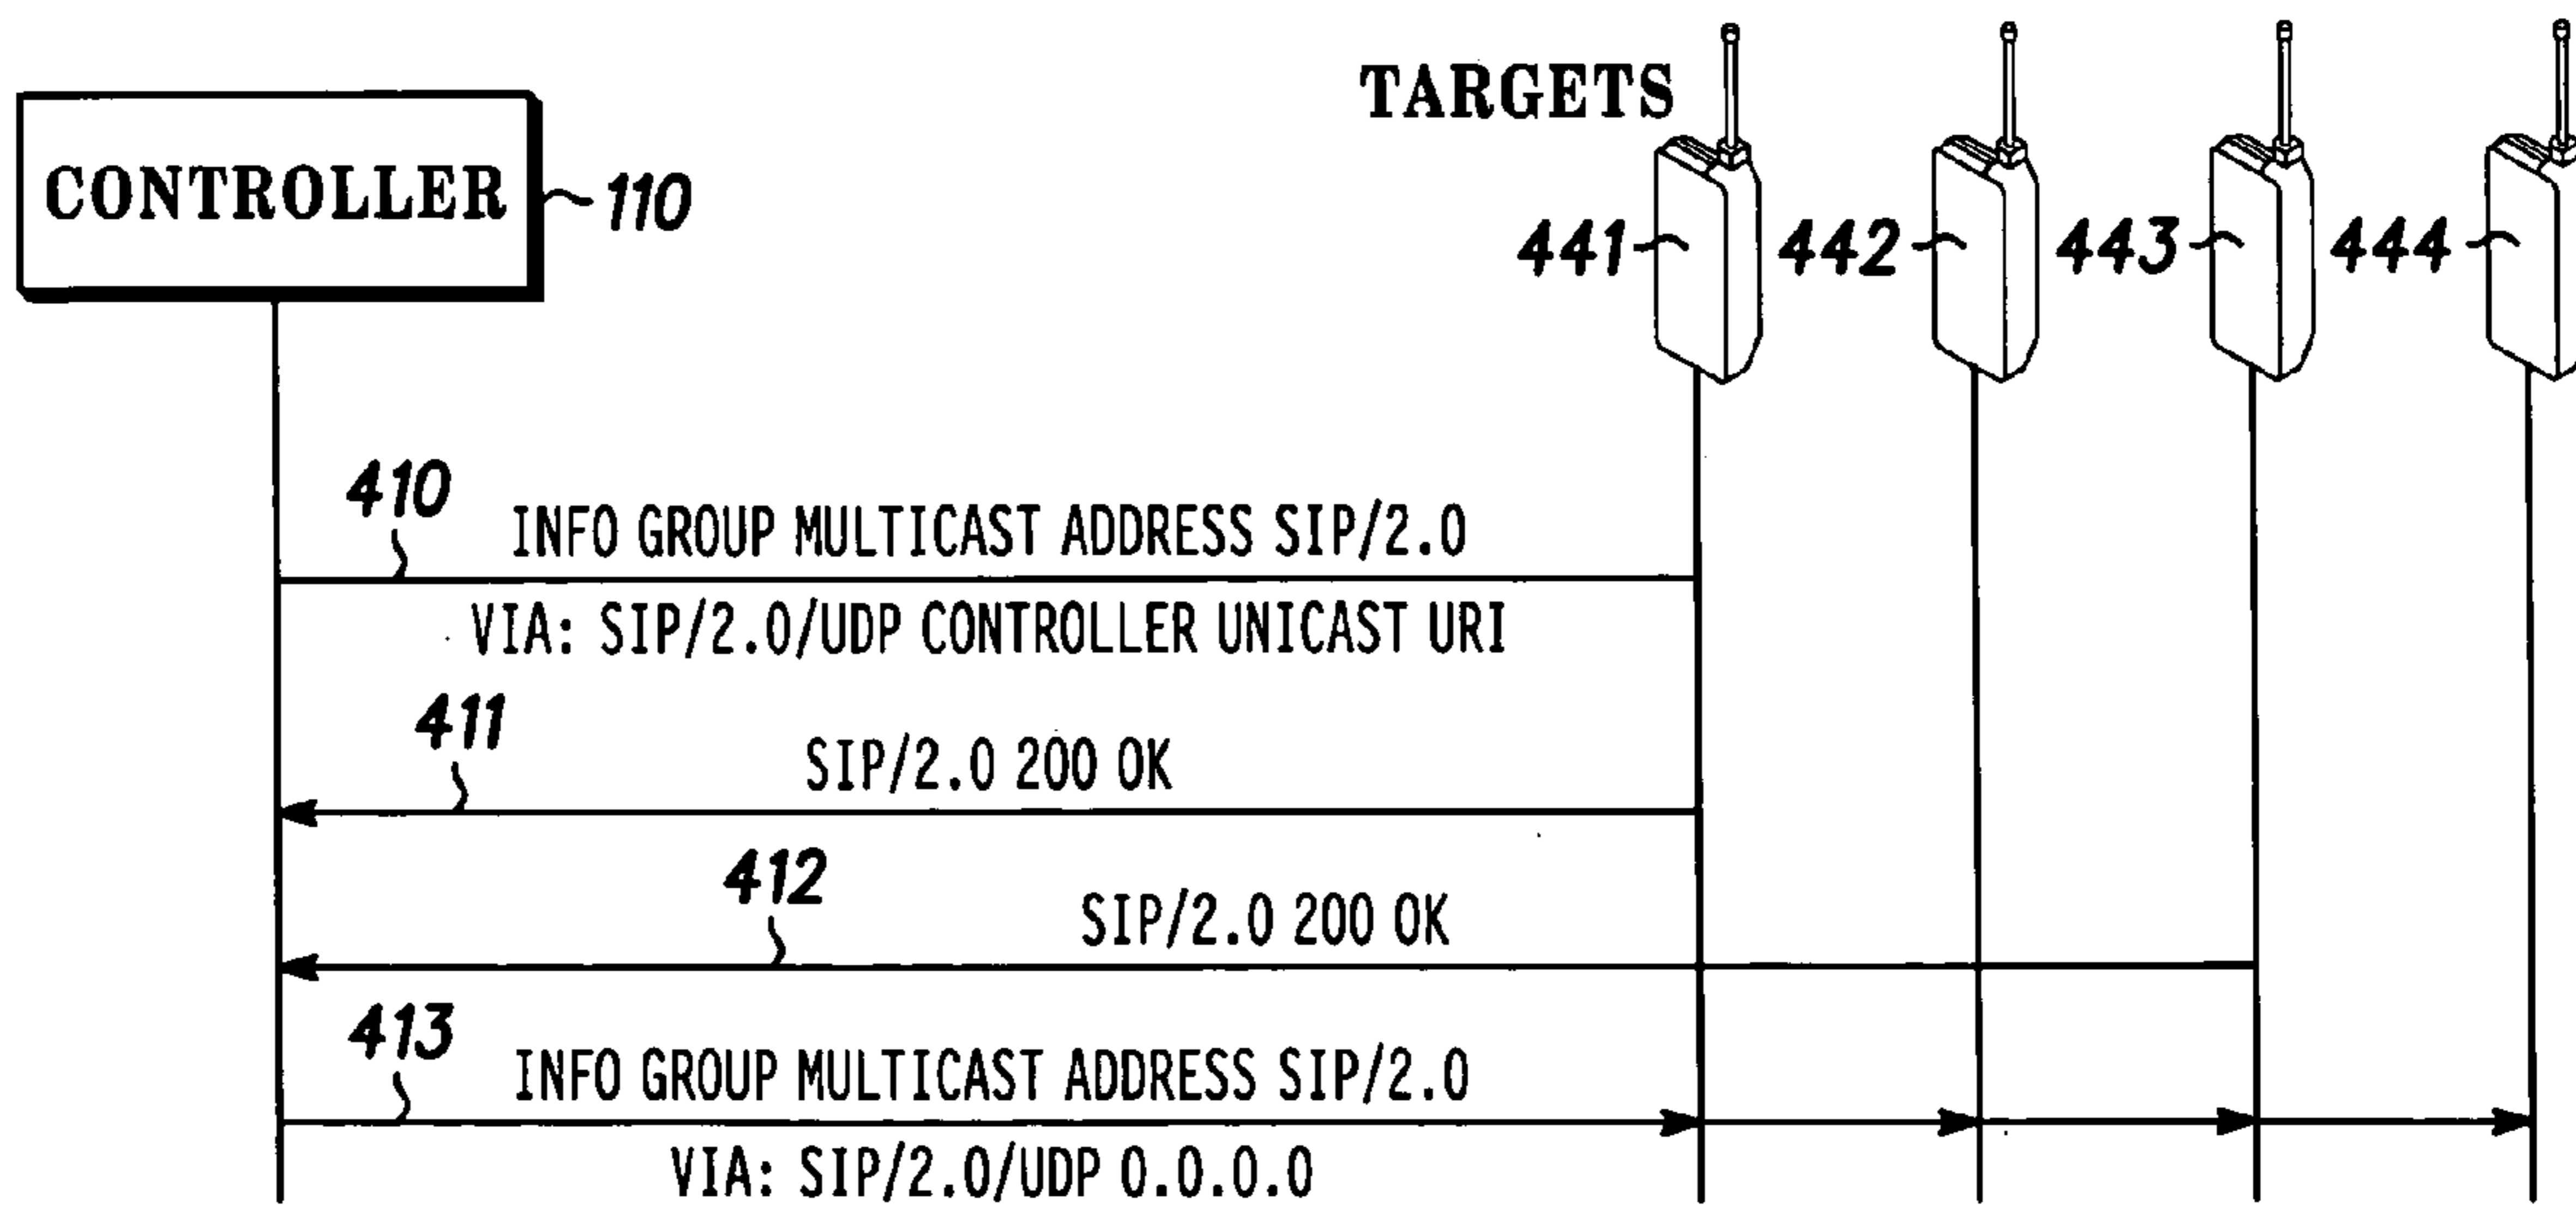 TARGETS
CONTROLLER
110
441
442
443
444
410
INFO GROUP MULTICAST ADDRESS SIP/2.0
VIA: SIP/2.0/UDP CONTROLLER UNICAST URI
411
SIP/2.0 200 OK
412
SIP/2.0 200 OK
413
INFO GROUP MULTICAST ADDRESS SIP/2.0
VIA: SIP/2.0/UDP 0.0.0.0